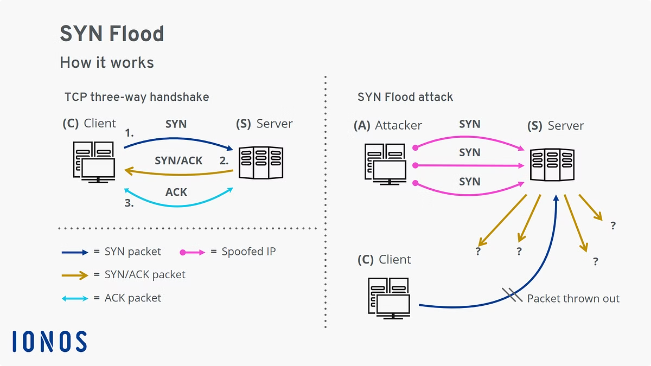 SYN Flood
How it works
TCP three-way handshake
(C) Client
(S) Server
1.
SYN
SYN/ACK
2.
ACK
3.
= SYN packet
= Spoofed IP
= SYN/ACK packet
= ACK packet
SYN Flood attack
(A) Attacker
(S) Server
SYN
SYN
SYN
?
?
?
?
(C) Client
Packet thrown out
IONOS